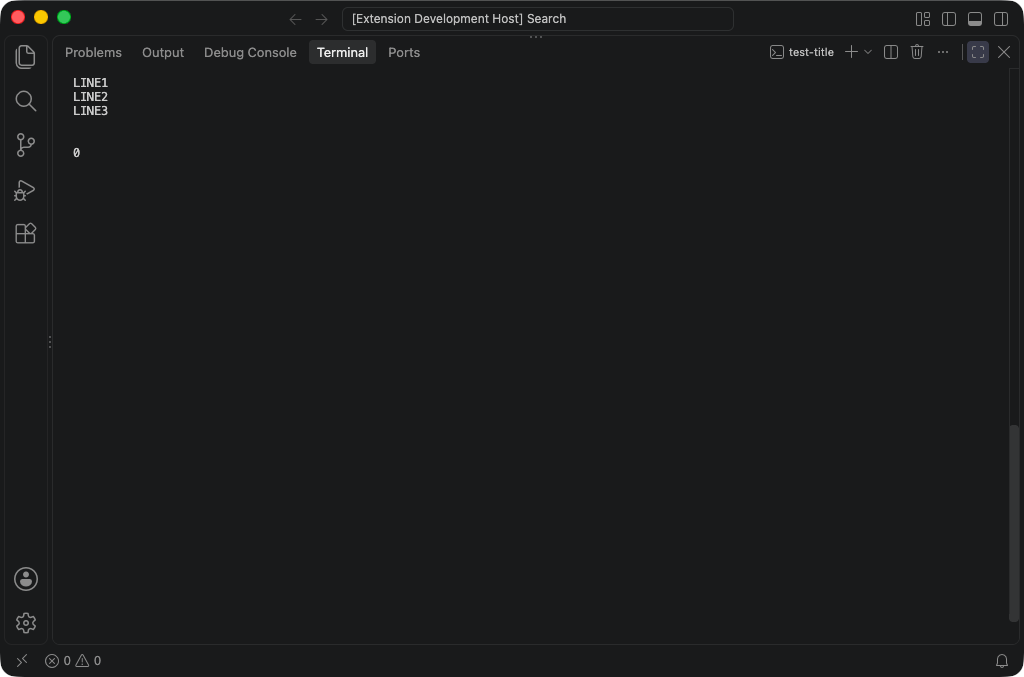 [Extension Development Host] Search
Problems Output Debug Console Terminal Ports test-title
LINE1
LINE2
LINE3
0
0 0